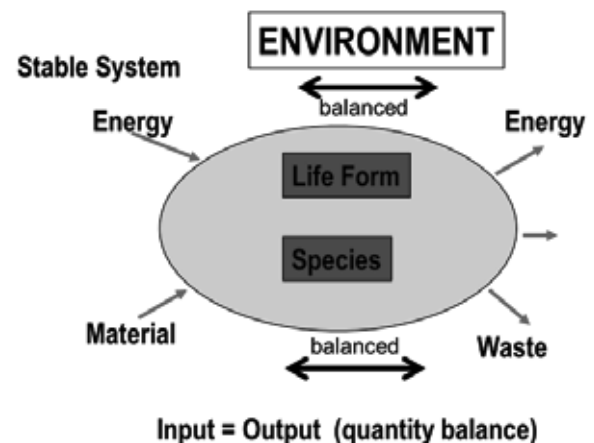 ENVIRONMENT
Stable System
balanced
Energy
Energy
Life Form
Species
Material
balanced
Waste
Input = Output (quantity balance)